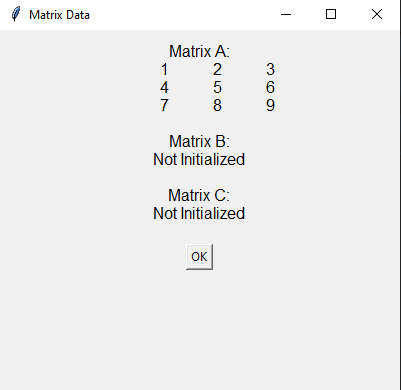 Matrix Data
Matrix A:
1 2 3
4 5 6
7 8 9
Matrix B:
Not Initialized
Matrix C:
Not Initialized
OK